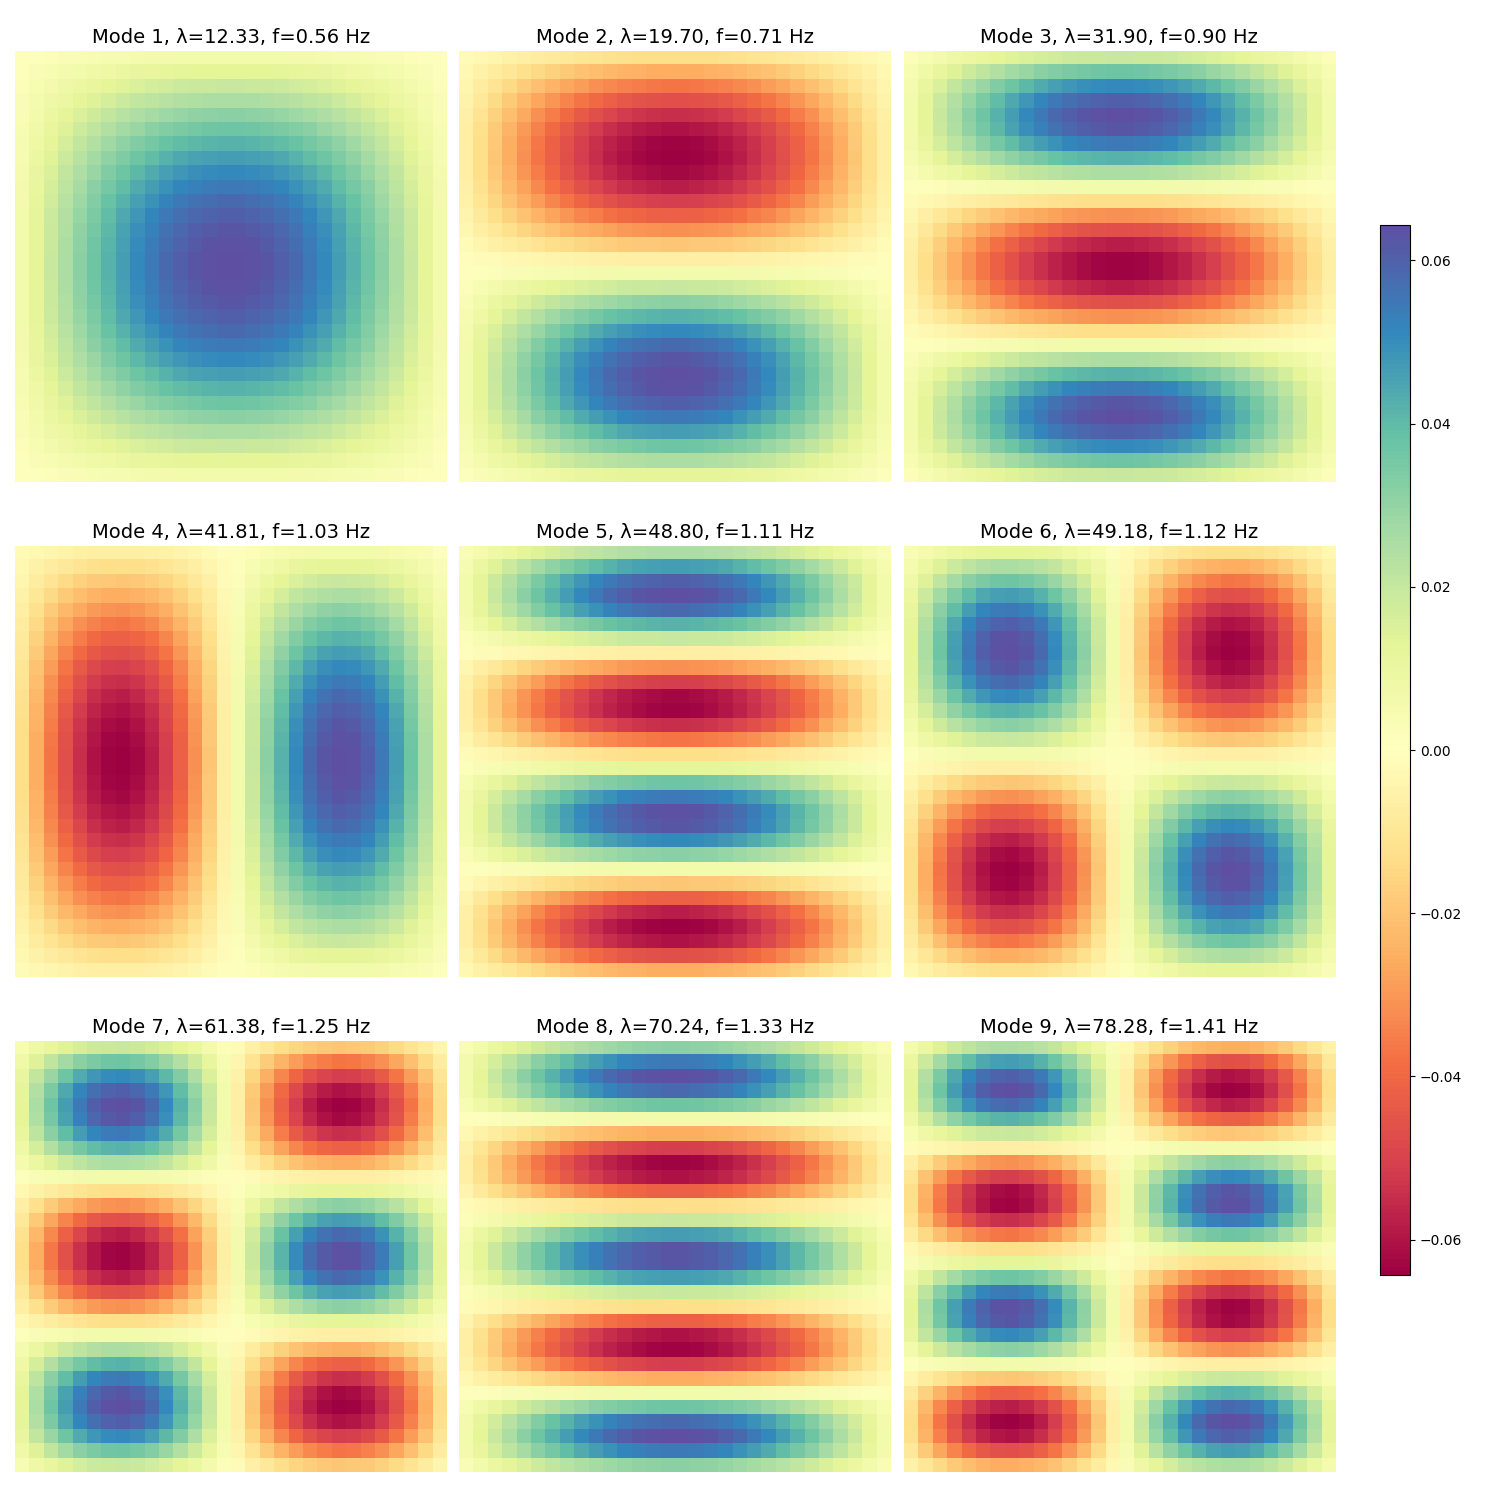 Mode 1, λ=12.33, f=0.56 Hz
Mode 2, λ=19.70, f=0.71 Hz
Mode 3, λ=31.90, f=0.90 Hz
Mode 4, λ=41.81, f=1.03 Hz
Mode 5, λ=48.80, f=1.11 Hz
Mode 6, λ=49.18, f=1.12 Hz
Mode 7, λ=61.38, f=1.25 Hz
Mode 8, λ=70.24, f=1.33 Hz
Mode 9, λ=78.28, f=1.41 Hz
0.06
0.04
0.02
0.00
−0.02
−0.04
−0.06